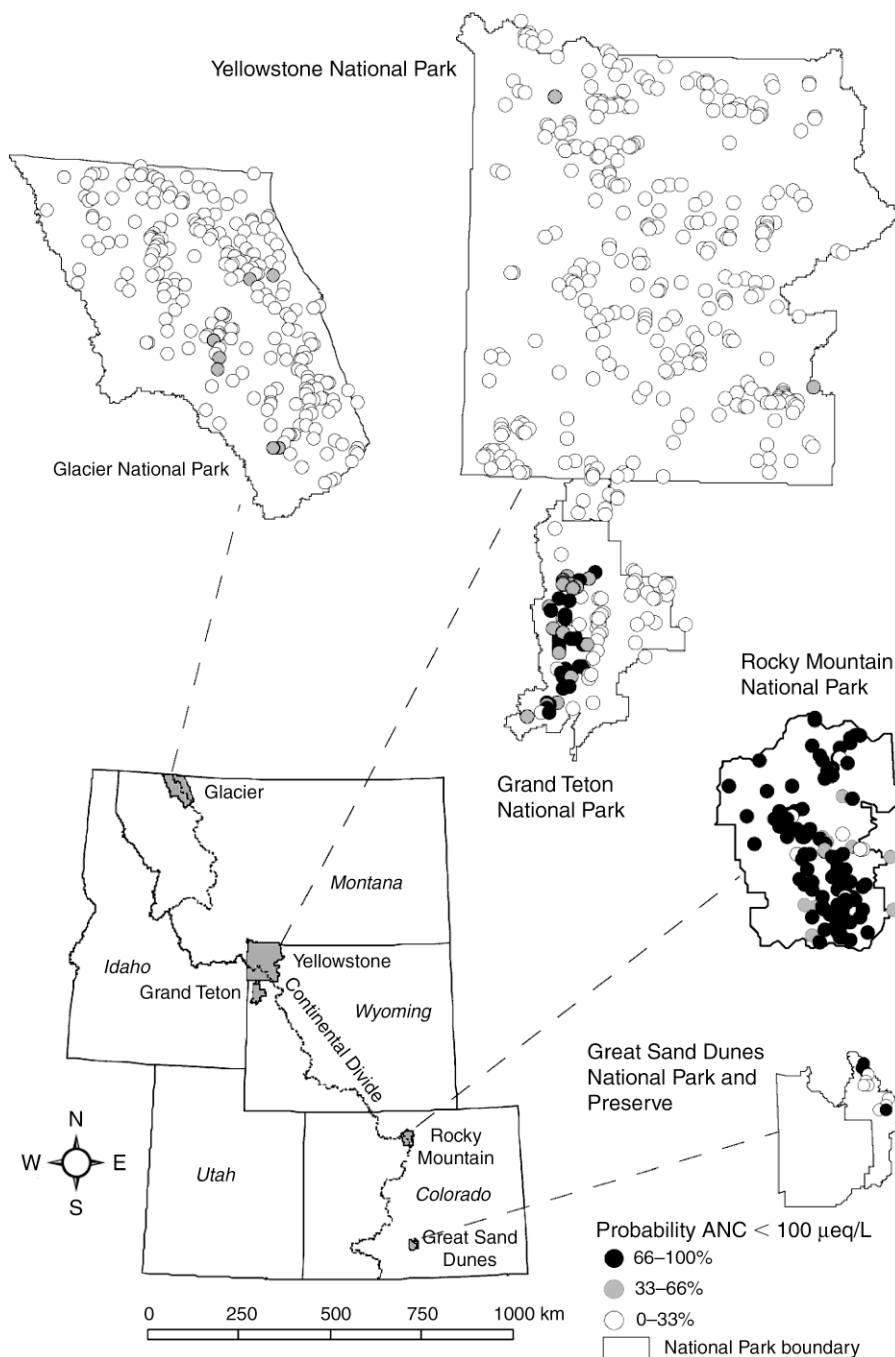 Yellowstone National Park
Glacier National Park
Rocky Mountain
National Park
Grand Teton
National Park
Glacier
Montana
Idaho
Yellowstone
Grand Teton
Continental Divide
Wyoming
Great Sand Dunes
National Park and
Preserve
N
W
E
S
Rocky
Mountain
Utah
Colorado
Great Sand
Dunes
Probability ANC < 100 μeq/L
66–100%
33–66%
0–33%
National Park boundary
0 250 500 750 1000 km